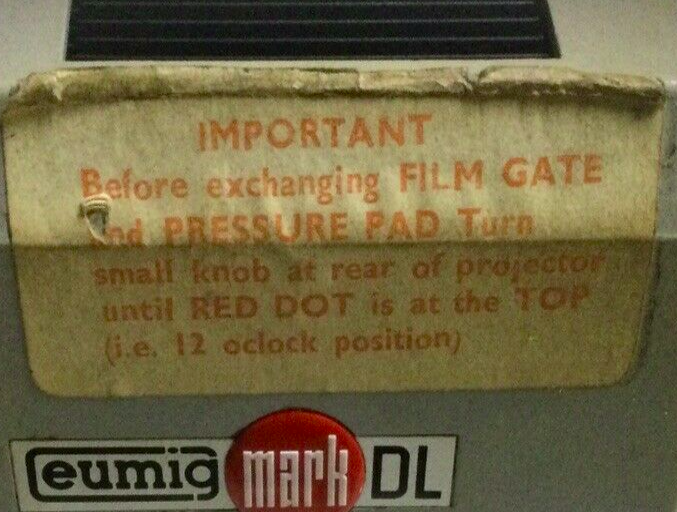 IMPORTANT
Before exchanging FILM GATE
and PRESSURE PAD Turn
small knob at rear of projector
until RED DOT is at the TOP
(i.e. 12 oclock position)
eumig mark DL